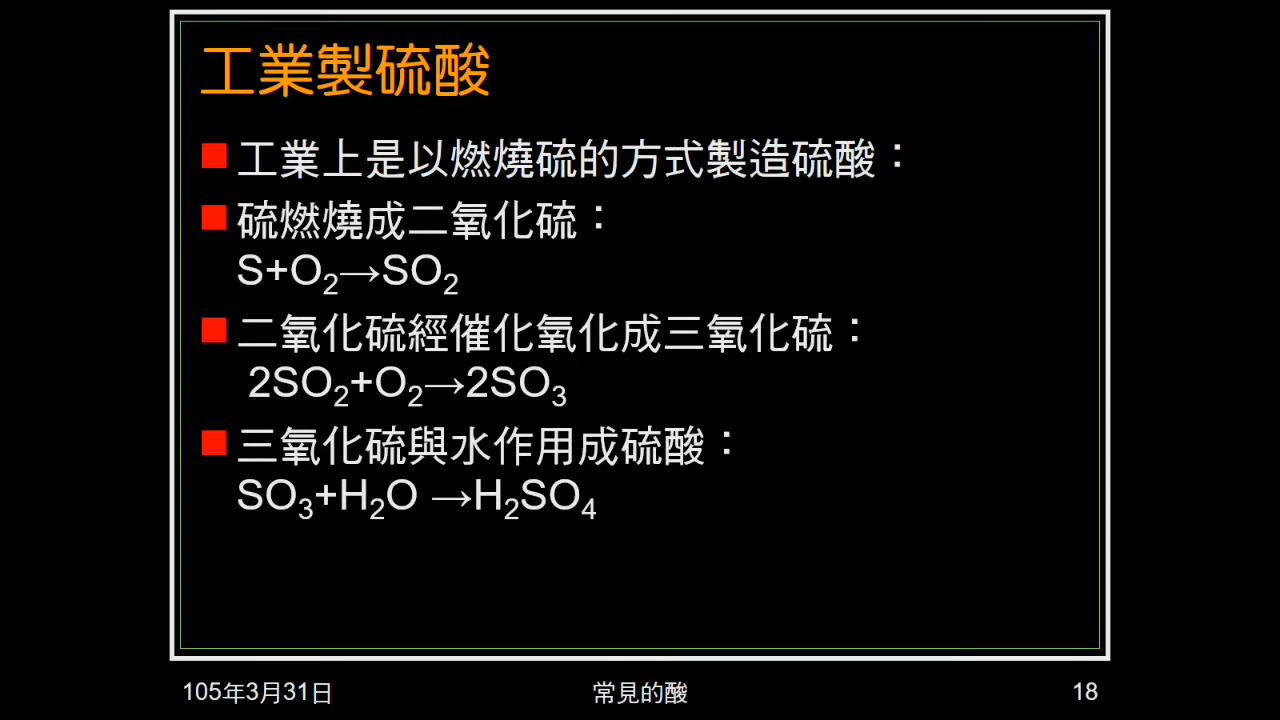 工業製硫酸
工業上是以燃燒硫的方式製造硫酸：
硫燃燒成二氧化硫：
S+O₂→SO₂
二氧化硫經催化氧化成三氧化硫：
2SO₂+O₂→2SO₃
三氧化硫與水作用成硫酸：
SO₃+H₂O →H₂SO₄
105年3月31日 常見的酸 18